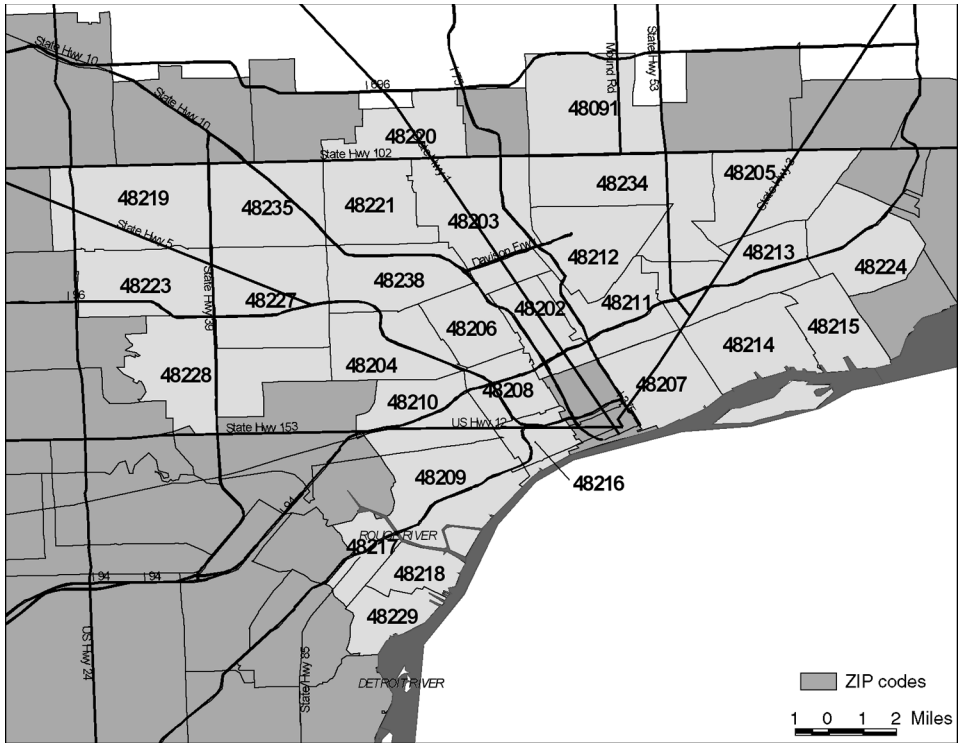 State Hwy 10
I 696
I 75
Mound Rd
State Hwy 53
State Hwy 10
48091
48220
State Hwy 102
48205
State Hwy 3
48219
48235
48221
48234
48203
State Hwy 5
48213
Davison Frwy
48212
48224
48223
State Hwy 39
48227
48238
I 96
48202
48211
48206
48215
48214
48204
48228
48208
48207
48210
US Hwy 12
State Hwy 153
48209
48216
I 94
ROUGE RIVER
48217
48218
I 94
I 94
48229
US Hwy 24
State Hwy 85
DETROIT RIVER
ZIP codes
1 0 1 2 Miles